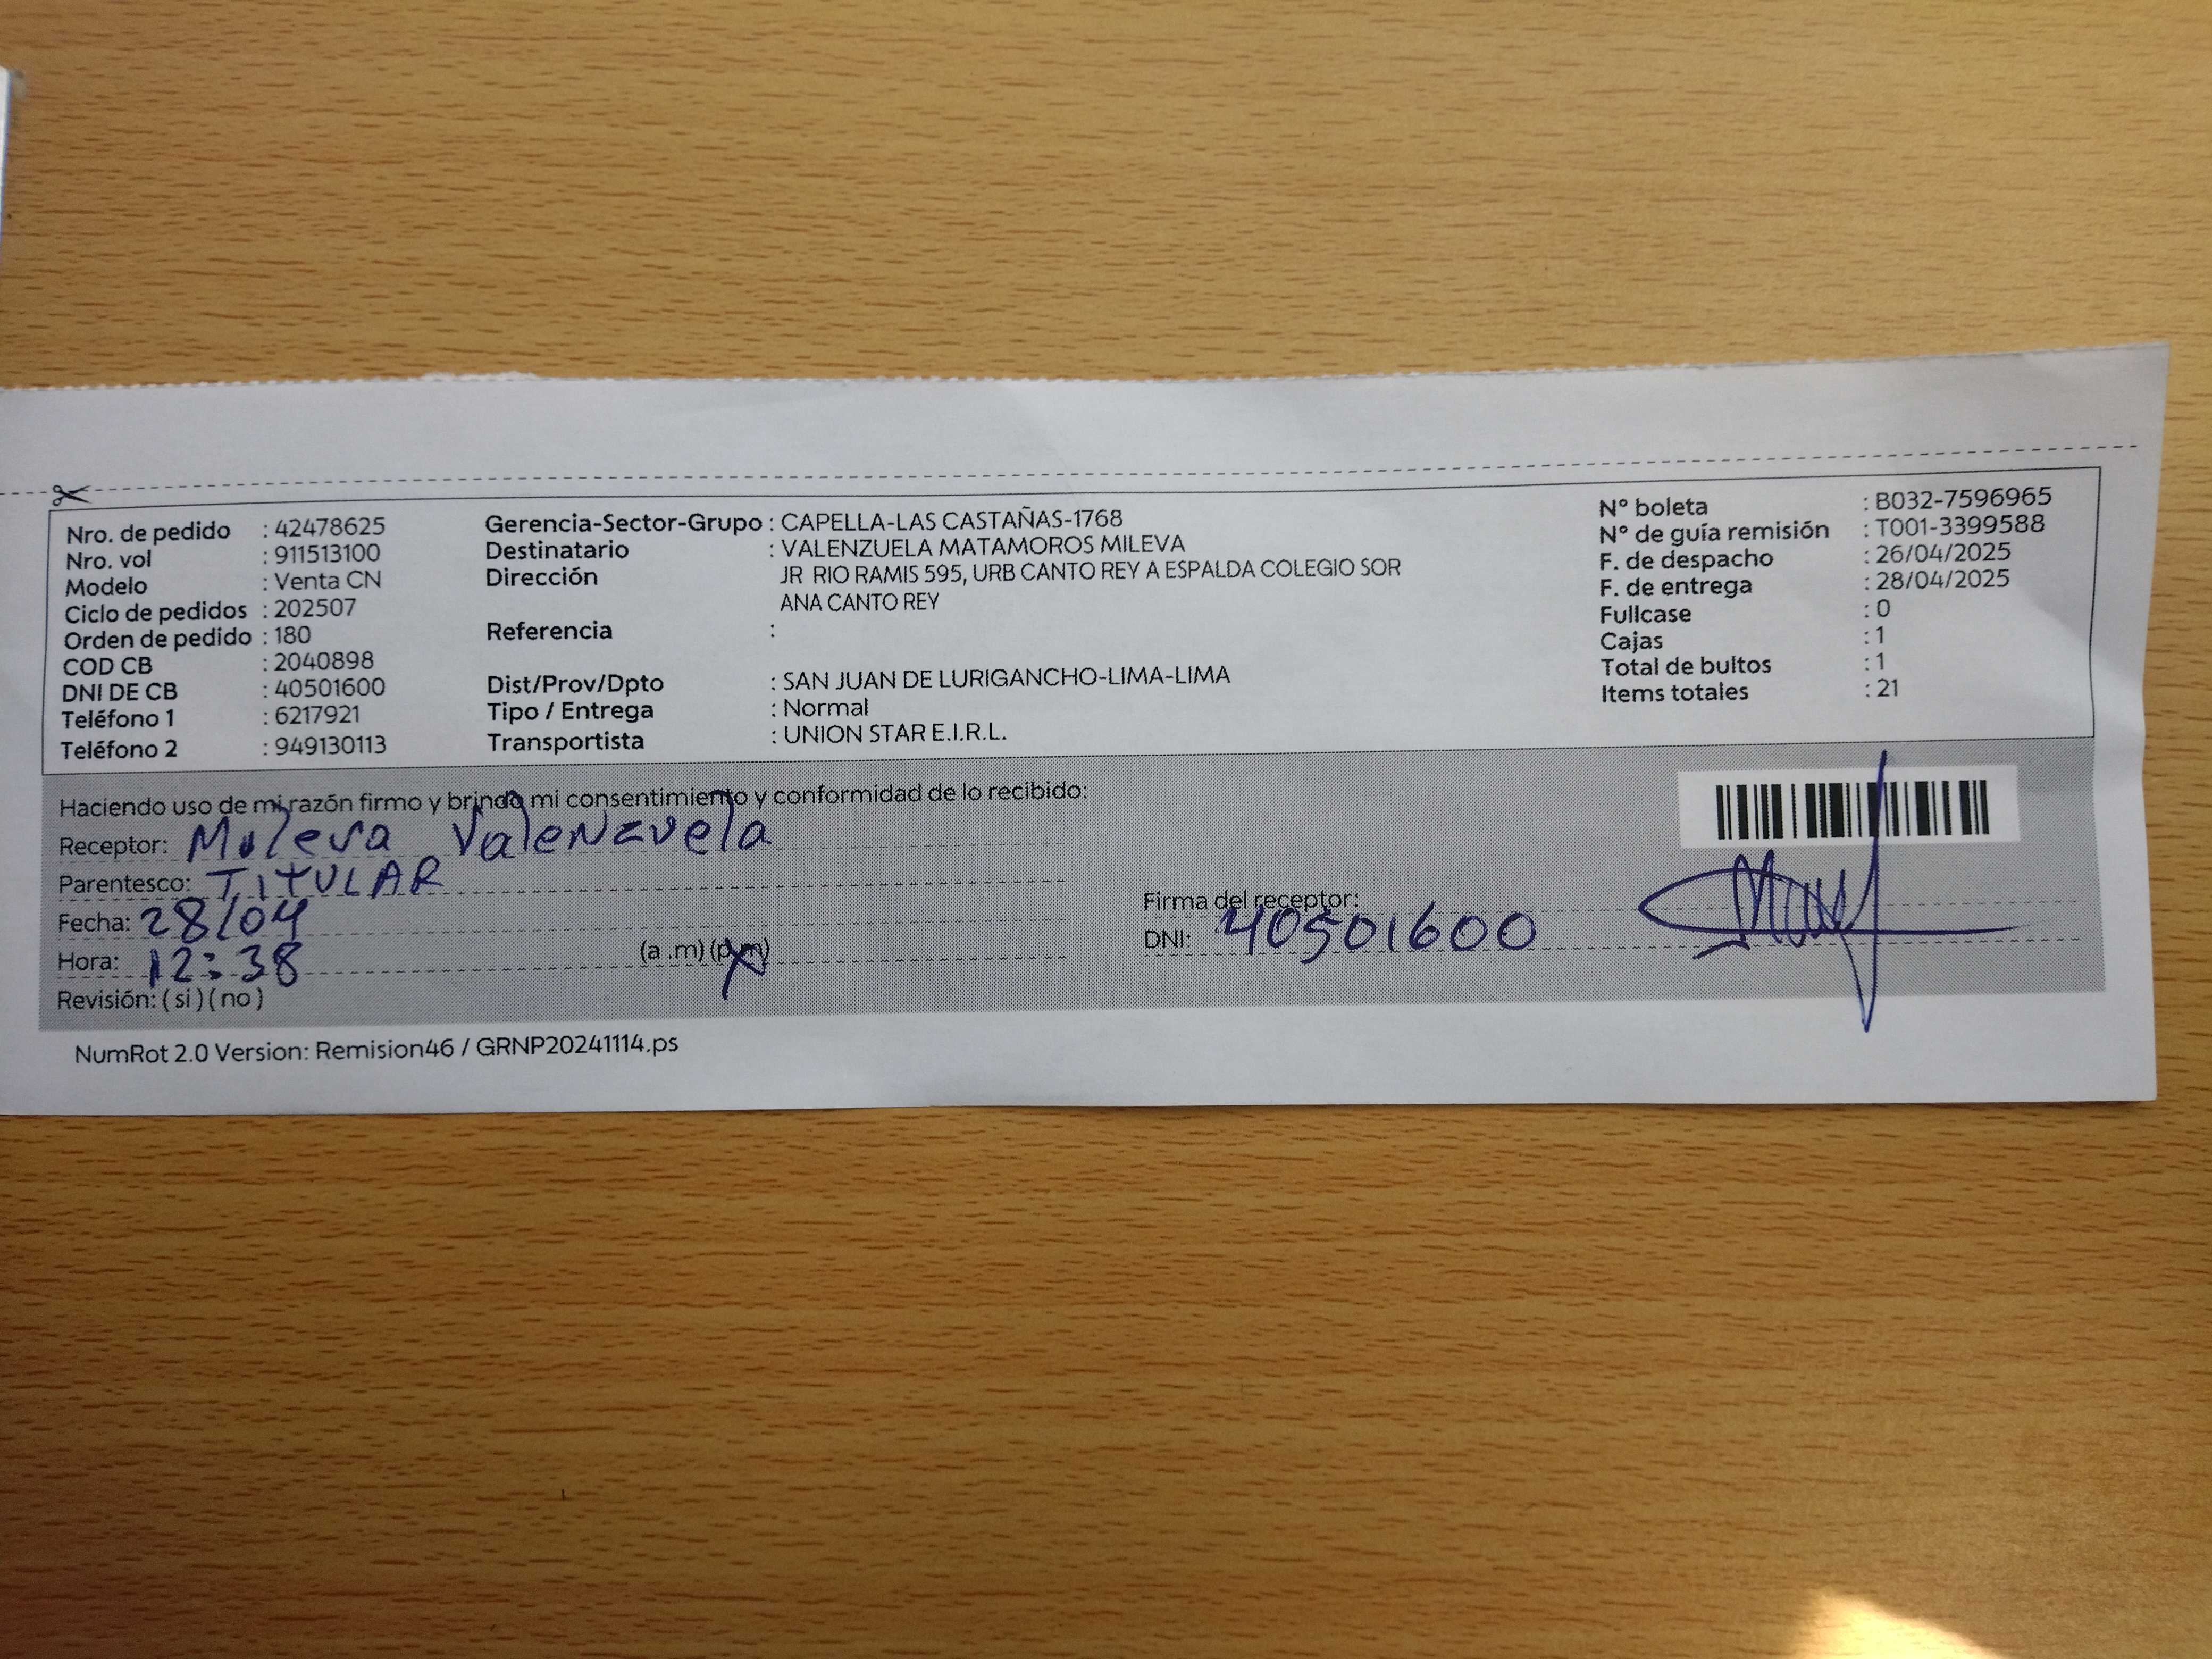 Nro. de pedido : 42478625
Nro. vol : 911513100
Modelo : Venta CN
Ciclo de pedidos : 202507
Orden de pedido : 180
COD CB : 2040898
DNI DE CB : 40501600
Teléfono 1 : 6217921
Teléfono 2 : 949130113
Gerencia-Sector-Grupo : CAPELLA-LAS CASTAÑAS-1768
Destinatario : VALENZUELA MATAMOROS MILEVA
Dirección JR RIO RAMIS 595, URB CANTO REY A ESPALDA COLEGIO SOR
ANA CANTO REY
Referencia :
Dist/Prov/Dpto : SAN JUAN DE LURIGANCHO-LIMA-LIMA
Tipo / Entrega : Normal
Transportista : UNION STAR E.I.R.L.
N° boleta : B032-7596965
N° de guía remisión : T001-3399588
F. de despacho : 26/04/2025
F. de entrega : 28/04/2025
Fullcase : 0
Cajas : 1
Total de bultos : 1
Items totales : 21
Haciendo uso de mi razón firmo y brindo mi consentimiento y conformidad de lo recibido:
Receptor: Mileva Valenzuela
Parentesco: TITULAR
Fecha: 28/04
Hora: 12:38 (a .m) (p.m)
Revisión: ( si ) ( no )
Firma del receptor:
DNI: 40501600
NumRot 2.0 Version: Remision46 / GRNP20241114.ps